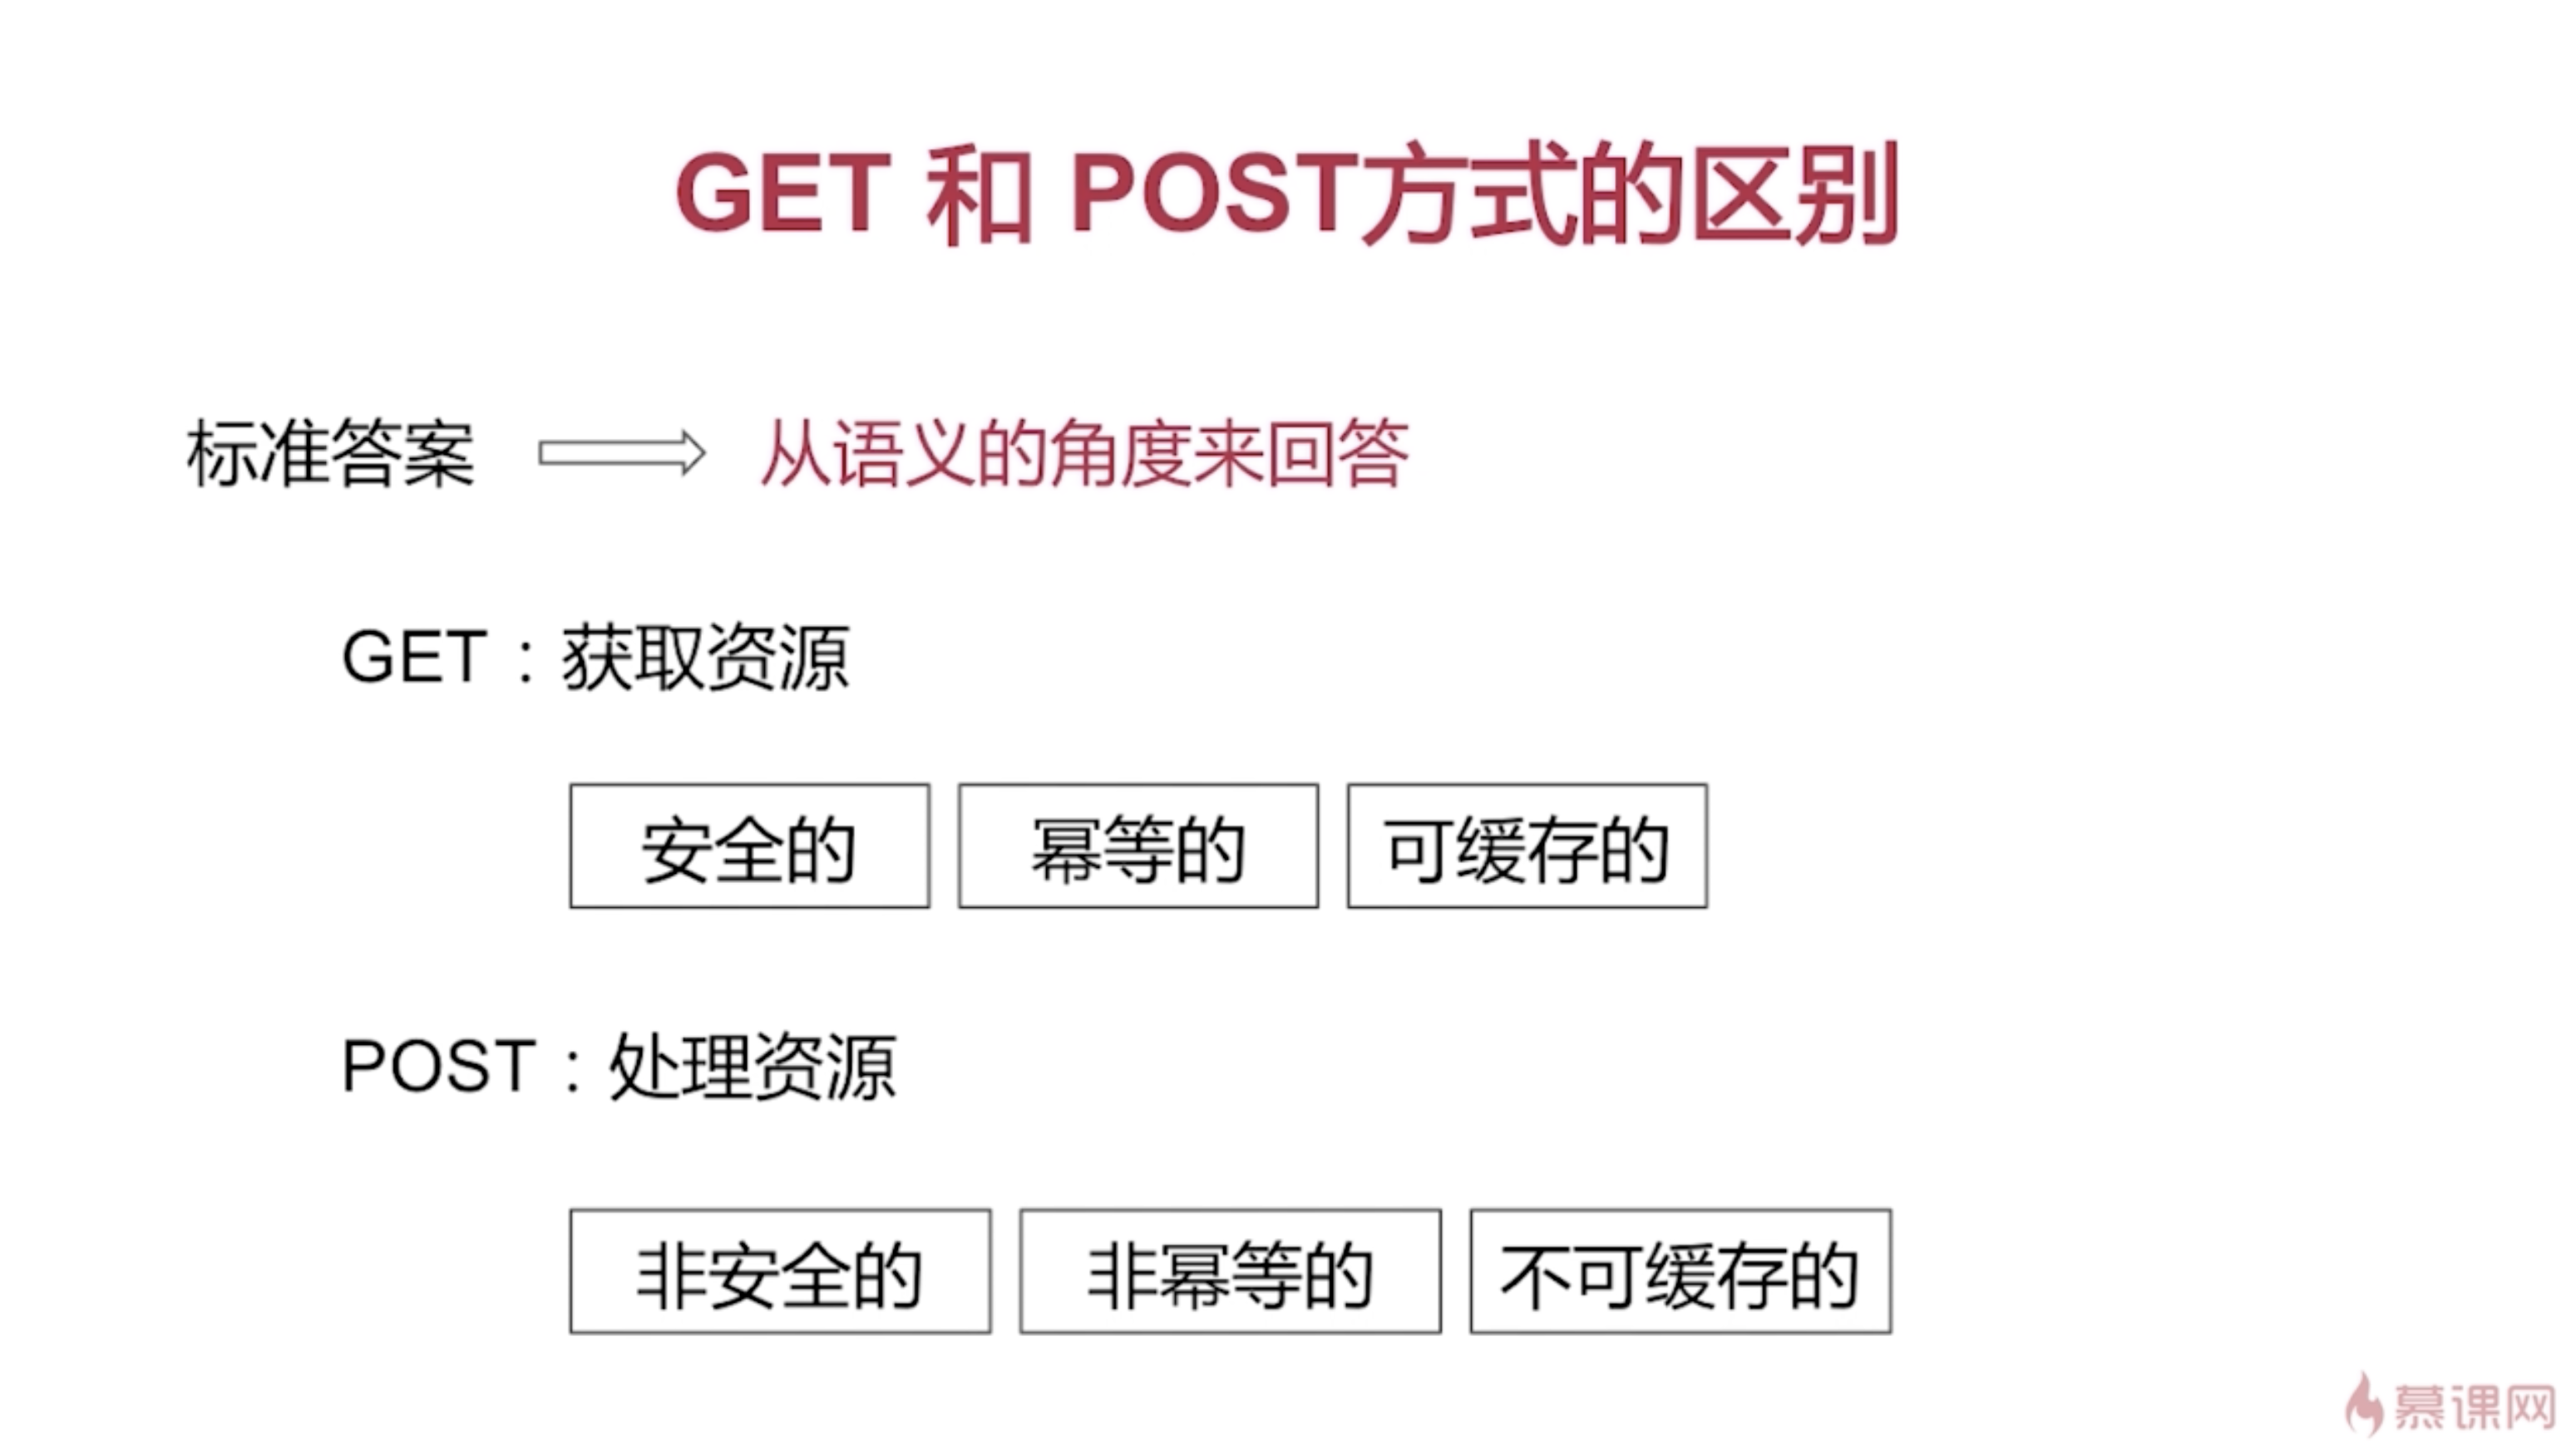 GET 和 POST方式的区别
标准答案 从语义的角度来回答
GET：获取资源
安全的 幂等的 可缓存的
POST：处理资源
非安全的 非幂等的 不可缓存的
慕课网